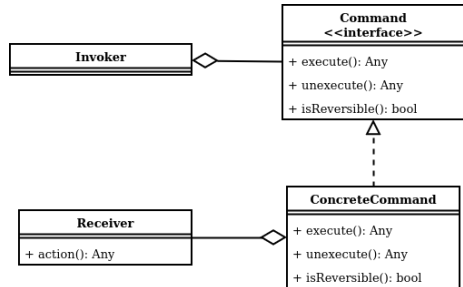 Command
<<interface>>
Invoker
+ execute(): Any
+ unexecute(): Any
+ isReversible(): bool
ConcreteCommand
Receiver
+ execute(): Any
+ action(): Any
+ unexecute(): Any
+ isReversible(): bool